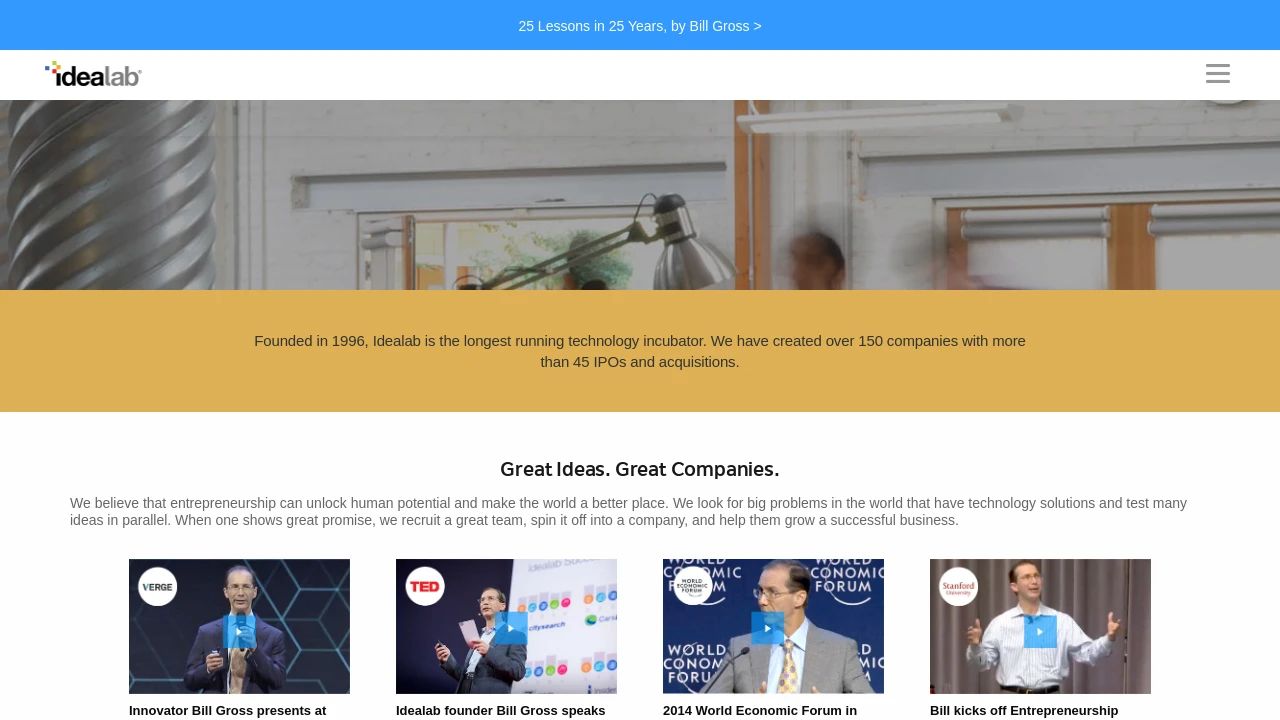 25 Lessons in 25 Years, by Bill Gross >
idealab
Founded in 1996, Idealab is the longest running technology incubator. We have created over 150 companies with more
than 45 IPOs and acquisitions.
Great Ideas. Great Companies.
We believe that entrepreneurship can unlock human potential and make the world a better place. We look for big problems in the world that have technology solutions and test many
ideas in parallel. When one shows great promise, we recruit a great team, spin it off into a company, and help them grow a successful business.
VERGE
TED
WORLD
ECONOMIC
FORUM
Stanford
University
Innovator Bill Gross presents at
Idealab founder Bill Gross speaks
2014 World Economic Forum in
Bill kicks off Entrepreneurship